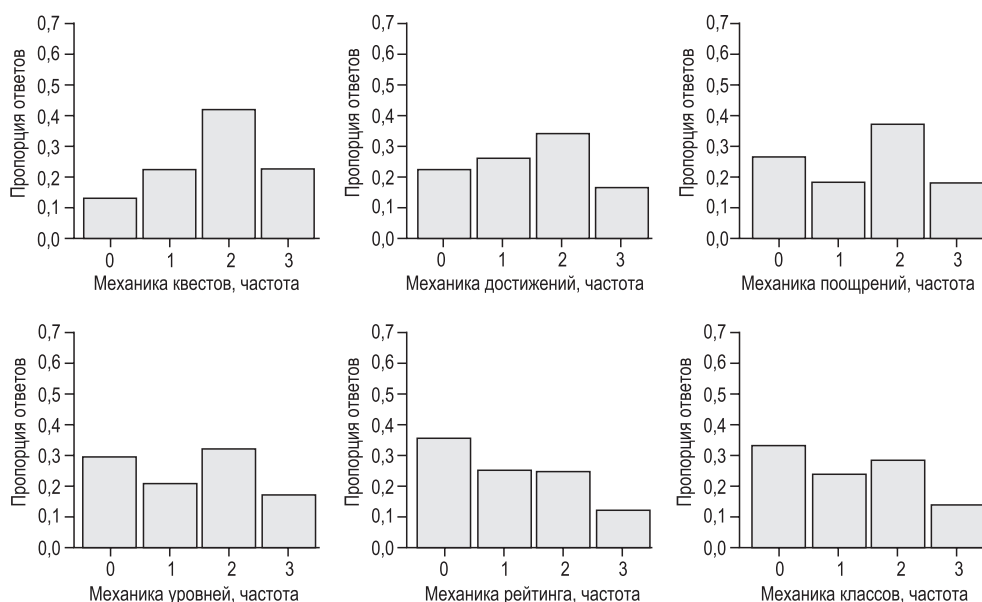 Пропорция ответов
0,7
0,6
0,5
0,4
0,3
0,2
0,1
0,0
0 1 2 3
Механика квестов, частота
Пропорция ответов
0,7
0,6
0,5
0,4
0,3
0,2
0,1
0,0
0 1 2 3
Механика достижений, частота
Пропорция ответов
0,7
0,6
0,5
0,4
0,3
0,2
0,1
0,0
0 1 2 3
Механика поощрений, частота
Пропорция ответов
0,7
0,6
0,5
0,4
0,3
0,2
0,1
0,0
0 1 2 3
Механика уровней, частота
Пропорция ответов
0,7
0,6
0,5
0,4
0,3
0,2
0,1
0,0
0 1 2 3
Механика рейтинга, частота
Пропорция ответов
0,7
0,6
0,5
0,4
0,3
0,2
0,1
0,0
0 1 2 3
Механика классов, частота